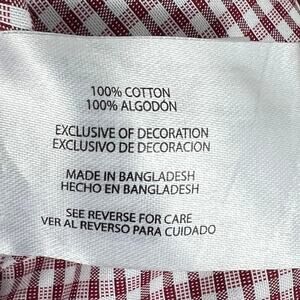 100% COTTON
100% ALGODÓN
EXCLUSIVE OF DECORATION
EXCLUSIVO DE DECORACION
MADE IN BANGLADESH
HECHO EN BANGLADESH
SEE REVERSE FOR CARE
VER AL REVERSO PARA CUIDADO